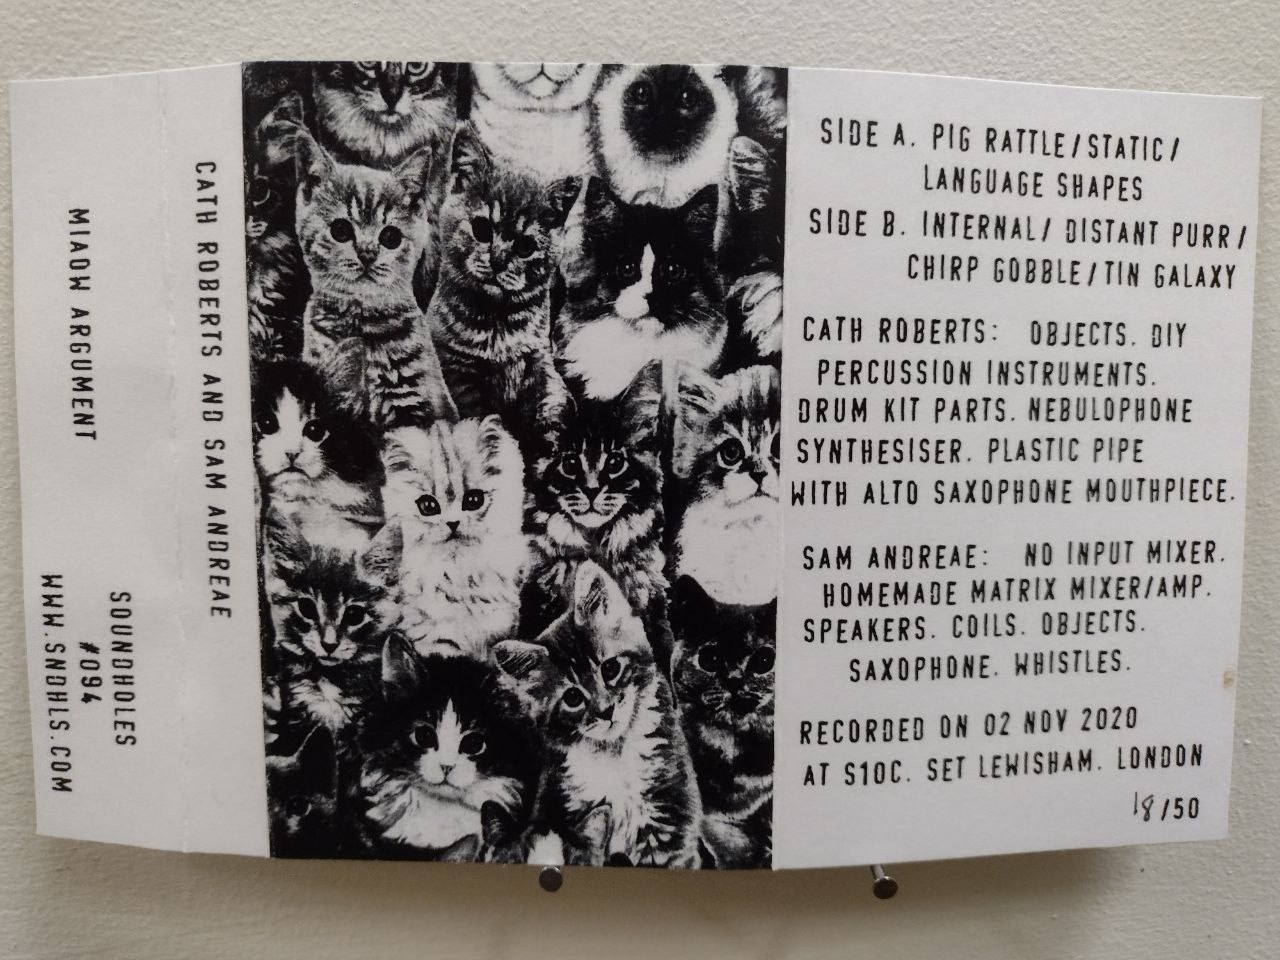 MIAOW ARGUMENT
SOUNDHOLES
#094
WWW.SNDHLS.COM
CATH ROBERTS AND SAM ANDREAE
SIDE A. PIG RATTLE/STATIC/
LANGUAGE SHAPES
SIDE B. INTERNAL/ DISTANT PURR/
CHIRP GOBBLE/TIN GALAXY
CATH ROBERTS: OBJECTS. DIY
PERCUSSION INSTRUMENTS.
DRUM KIT PARTS. NEBULOPHONE
SYNTHESISER. PLASTIC PIPE
WITH ALTO SAXOPHONE MOUTHPIECE.
SAM ANDREAE: NO INPUT MIXER.
HOMEMADE MATRIX MIXER/AMP.
SPEAKERS. COILS. OBJECTS.
SAXOPHONE. WHISTLES.
RECORDED ON 02 NOV 2020
AT S10C. SET LEWISHAM. LONDON
18/50